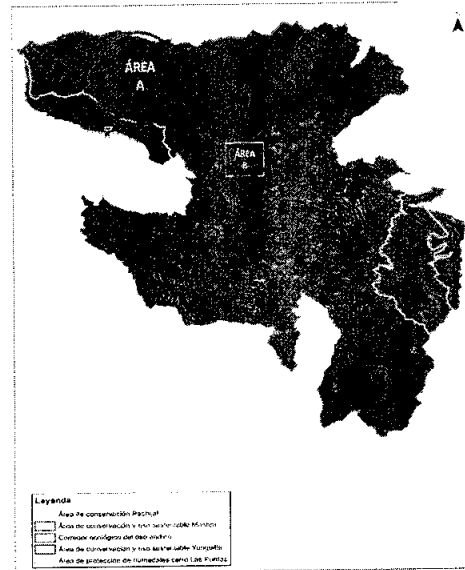 ÁREA
A
ÁREA
B
Leyenda
Área de conservación Pachijal
Área de conservación y uso sustentable Mashpi
Corredor ecológico del oso andino
Área de conservación y uso sustentable Yunguilla
Área de protección de humedales cerro Las Puntas